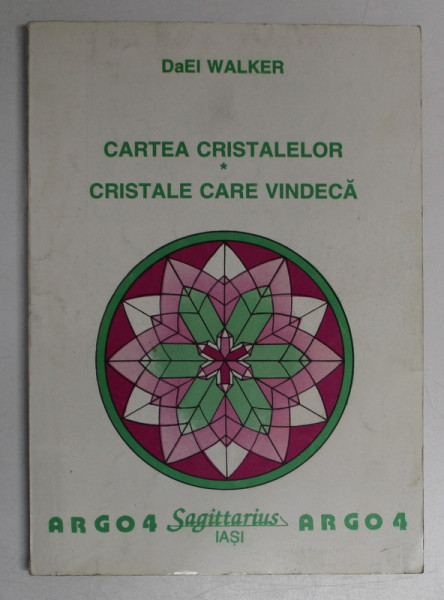 DaEl WALKER
CARTEA CRISTALELOR
*
CRISTALE CARE VINDECĂ
ARGO 4 Sagittarius ARGO 4
IAȘI